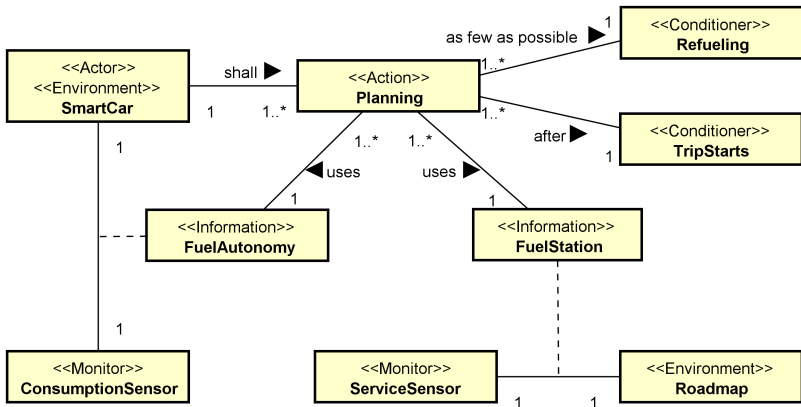 <<Conditioner>>
Refueling
1
as few as possible ▶
1..*
<<Actor>>
<<Environment>>
SmartCar
shall ▶
1
1..*
<<Action>>
Planning
1..*
after ▶
1
<<Conditioner>>
TripStarts
1
1..*
◀ uses
1
1..*
uses ▶
1
<<Information>>
FuelAutonomy
<<Information>>
FuelStation
1
<<Monitor>>
ConsumptionSensor
<<Monitor>>
ServiceSensor
1
1
<<Environment>>
Roadmap